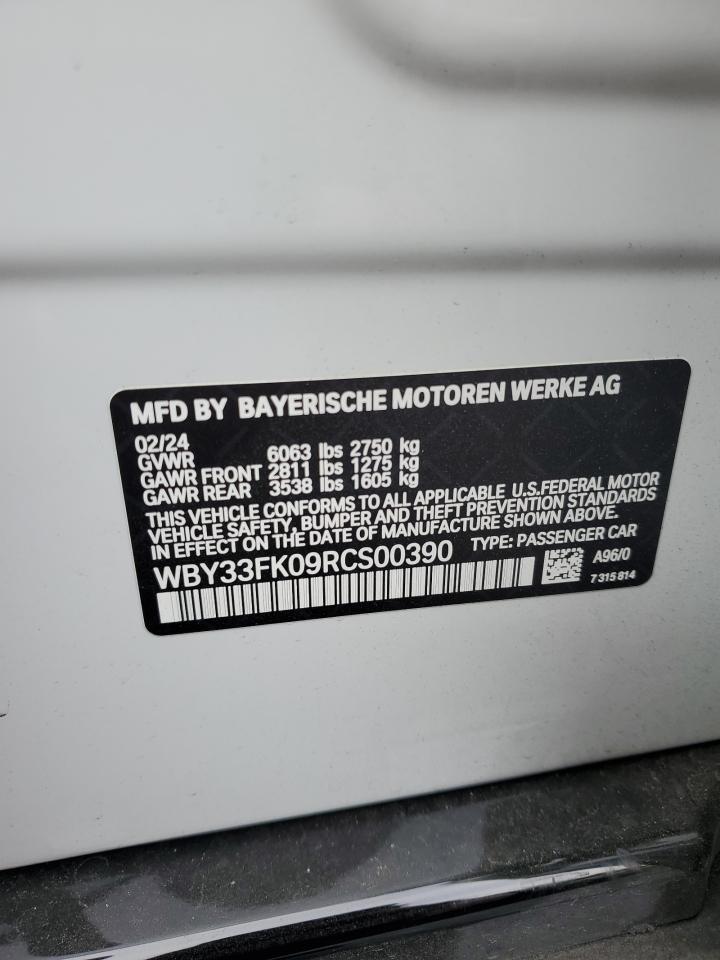 MFD BY BAYERISCHE MOTOREN WERKE AG
02/24
GVWR 6063 lbs 2750 kg
GAWR FRONT 2811 lbs 1275 kg
GAWR REAR 3538 lbs 1605 kg
THIS VEHICLE CONFORMS TO ALL APPLICABLE U.S.FEDERAL MOTOR
VEHICLE SAFETY, BUMPER AND THEFT PREVENTION STANDARDS
IN EFFECT ON THE DATE OF MANUFACTURE SHOWN ABOVE.
WBY33FK09RCS00390 TYPE: PASSENGER CAR
A96/0
7 315 814